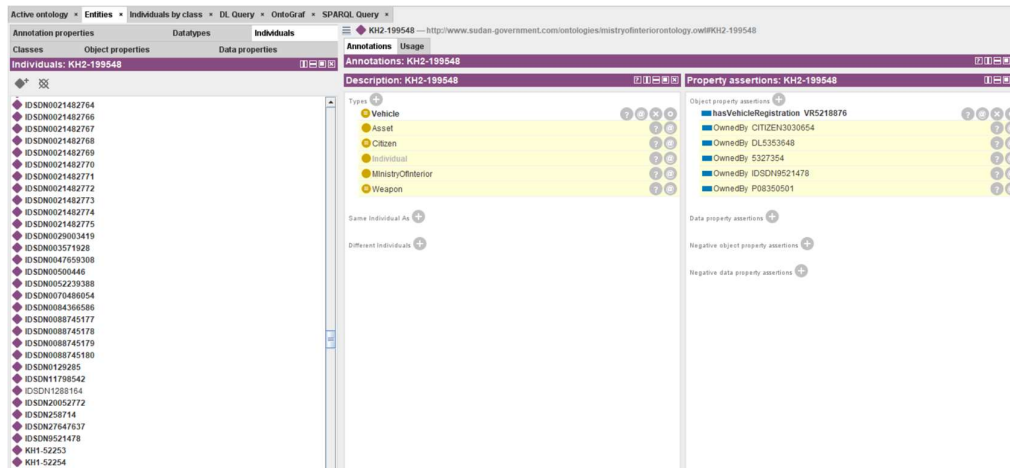 Active ontology × Entities × Individuals by class × DL Query × OntoGraf × SPARQL Query ×
Annotation properties Datatypes Individuals
Classes Object properties Data properties
Individuals: KH2-199548
IDSDN0021482764
IDSDN0021482766
IDSDN0021482767
IDSDN0021482768
IDSDN0021482769
IDSDN0021482770
IDSDN0021482771
IDSDN0021482772
IDSDN0021482773
IDSDN0021482774
IDSDN0021482775
IDSDN0029003419
IDSDN003571928
IDSDN0047659308
IDSDN00500446
IDSDN0052239388
IDSDN0070486054
IDSDN0084366586
IDSDN0088745177
IDSDN0088745178
IDSDN0088745179
IDSDN0088745180
IDSDN0129285
IDSDN11798542
IDSDN1288164
IDSDN20052772
IDSDN258714
IDSDN27647637
IDSDN9521478
KH1-52253
KH1-52254
KH2-199548 — http://www.sudan-government.com/ontologies/mistryofinteriorontology.owl#KH2-199548
Annotations Usage
Annotations: KH2-199548
Description: KH2-199548
Types
Vehicle
Asset
Citizen
Individual
MinistryOfInterior
Weapon
Same Individual As
Different Individuals
Property assertions: KH2-199548
Object property assertions
hasVehicleRegistration VR5218876
OwnedBy CITIZEN3030654
OwnedBy DL5353648
OwnedBy 5327354
OwnedBy IDSDN9521478
OwnedBy P08350501
Data property assertions
Negative object property assertions
Negative data property assertions